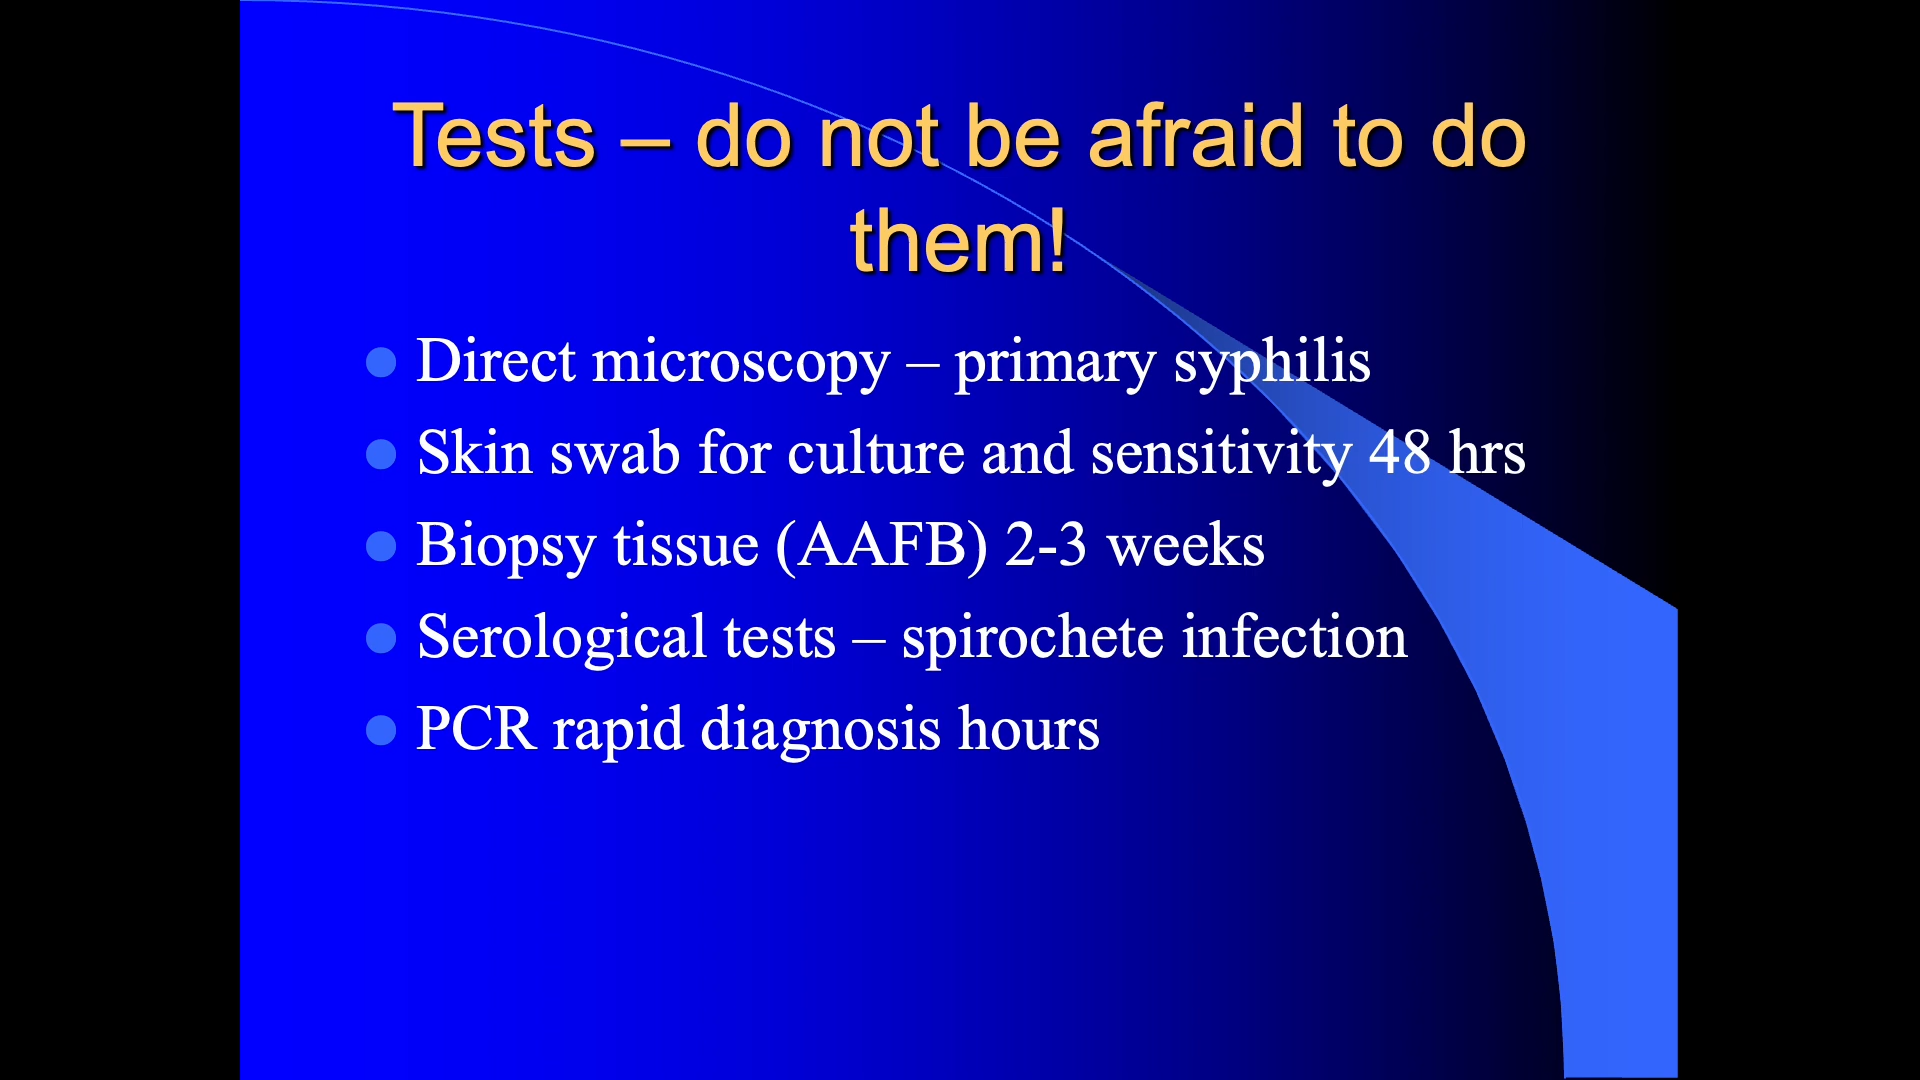 Tests – do not be afraid to do
them!
Direct microscopy – primary syphilis
Skin swab for culture and sensitivity 48 hrs
Biopsy tissue (AAFB) 2-3 weeks
Serological tests – spirochete infection
PCR rapid diagnosis hours